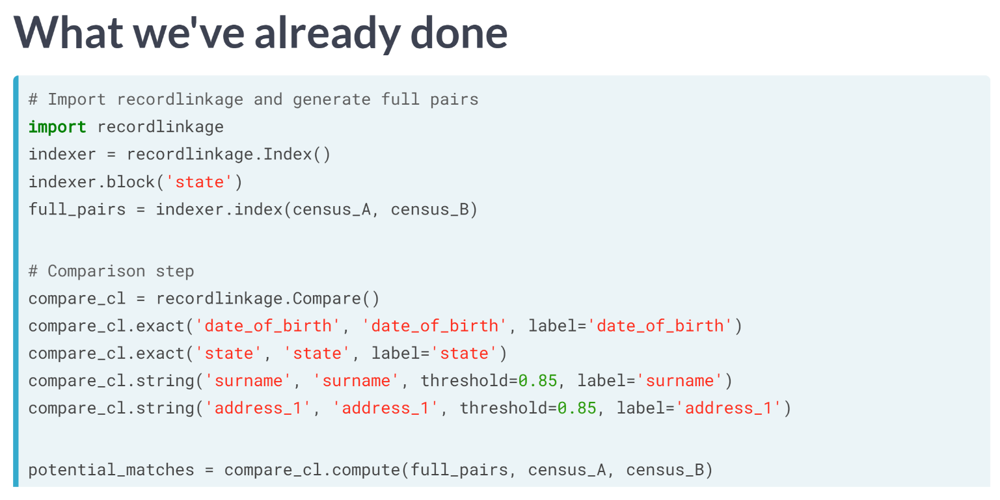 What we've already done
# Import recordlinkage and generate full pairs
import recordlinkage
indexer = recordlinkage.Index()
indexer.block('state')
full_pairs = indexer.index(census_A, census_B)
# Comparison step
compare_cl = recordlinkage.Compare()
compare_cl.exact('date_of_birth', 'date_of_birth', label='date_of_birth')
compare_cl.exact('state', 'state', label='state')
compare_cl.string('surname', 'surname', threshold=0.85, label='surname')
compare_cl.string('address_1', 'address_1', threshold=0.85, label='address_1')
potential_matches = compare_cl.compute(full_pairs, census_A, census_B)